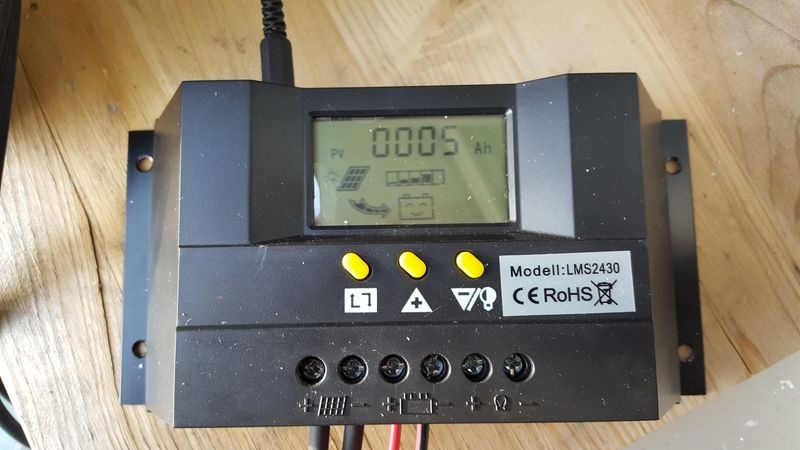 PV 0005 Ah
Modell:LMS2430
CE RoHS